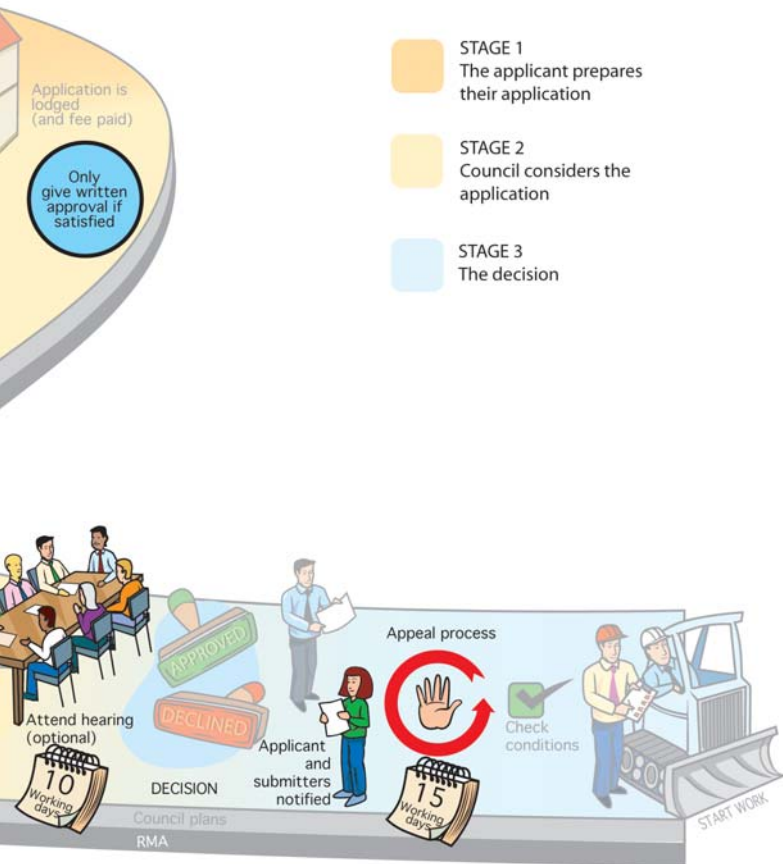 Application is
lodged
(and fee paid)
Only
give written
approval if
satisfied
STAGE 1
The applicant prepares
their application
STAGE 2
Council considers the
application
STAGE 3
The decision
Attend hearing
(optional)
10
Working
days
APPROVED
DECLINED
DECISION
Applicant
and
submitters
notified
Appeal process
15
Working
days
Check
conditions
START WORK
Council plans
RMA